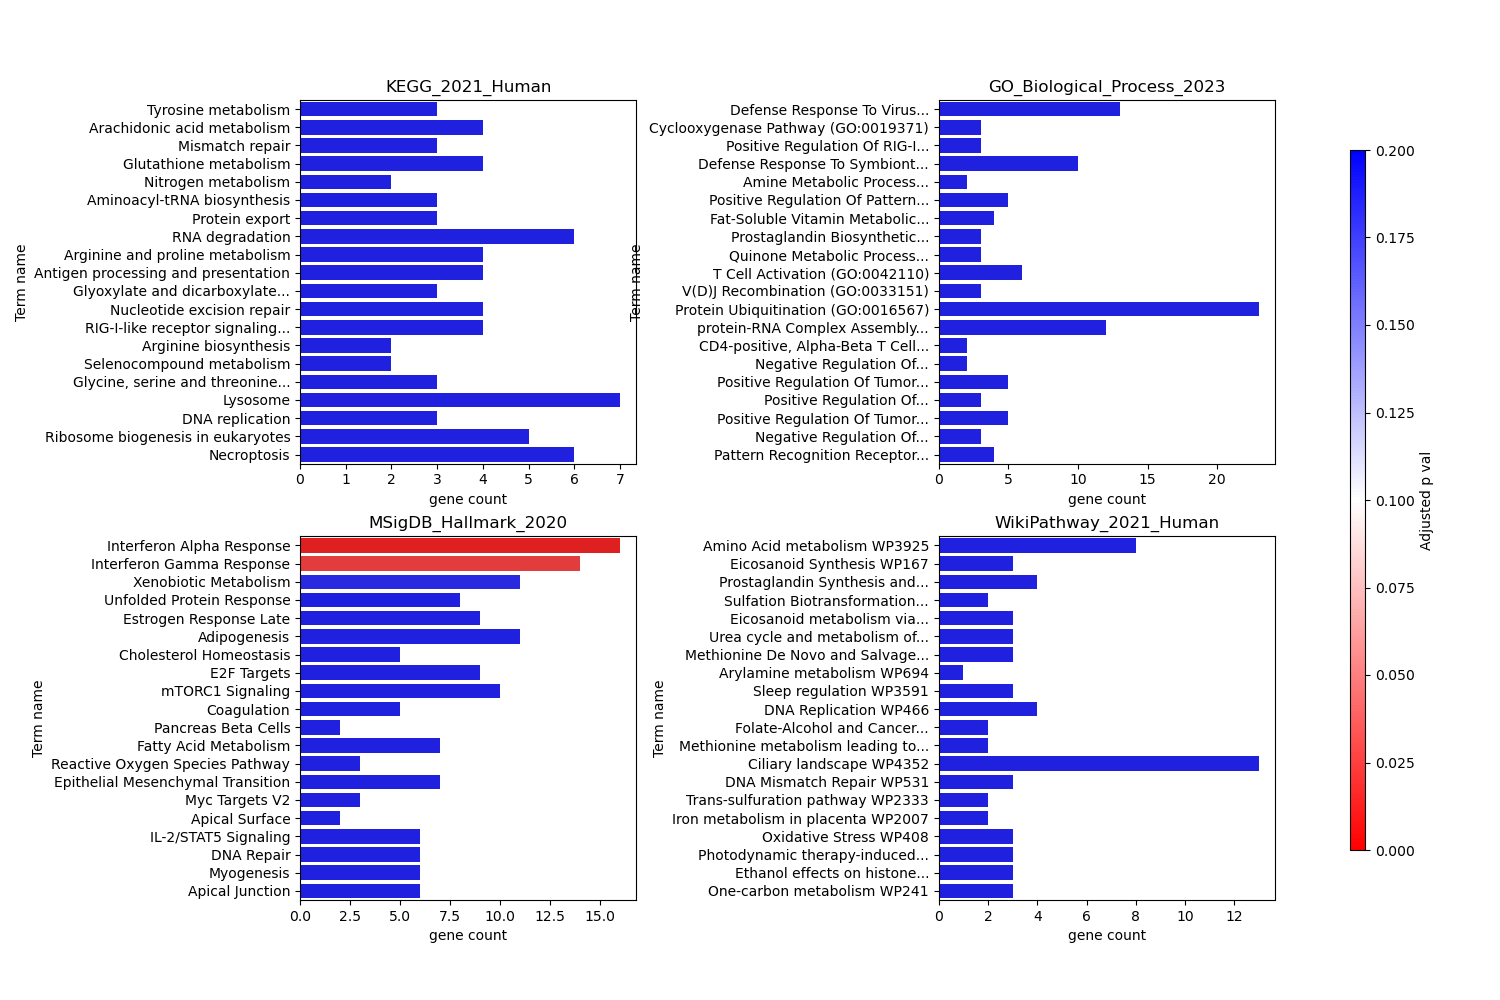 KEGG_2021_Human
Term name
Tyrosine metabolism
Arachidonic acid metabolism
Mismatch repair
Glutathione metabolism
Nitrogen metabolism
Aminoacyl-tRNA biosynthesis
Protein export
RNA degradation
Arginine and proline metabolism
Antigen processing and presentation
Glyoxylate and dicarboxylate...
Nucleotide excision repair
RIG-I-like receptor signaling...
Arginine biosynthesis
Selenocompound metabolism
Glycine, serine and threonine...
Lysosome
DNA replication
Ribosome biogenesis in eukaryotes
Necroptosis
0 1 2 3 4 5 6 7
gene count
GO_Biological_Process_2023
Term name
Defense Response To Virus...
Cyclooxygenase Pathway (GO:0019371)
Positive Regulation Of RIG-I...
Defense Response To Symbiont...
Amine Metabolic Process...
Positive Regulation Of Pattern...
Fat-Soluble Vitamin Metabolic...
Prostaglandin Biosynthetic...
Quinone Metabolic Process...
T Cell Activation (GO:0042110)
V(D)J Recombination (GO:0033151)
Protein Ubiquitination (GO:0016567)
protein-RNA Complex Assembly...
CD4-positive, Alpha-Beta T Cell...
Negative Regulation Of...
Positive Regulation Of Tumor...
Positive Regulation Of...
Positive Regulation Of Tumor...
Negative Regulation Of...
Pattern Recognition Receptor...
0 5 10 15 20
gene count
MSigDB_Hallmark_2020
Term name
Interferon Alpha Response
Interferon Gamma Response
Xenobiotic Metabolism
Unfolded Protein Response
Estrogen Response Late
Adipogenesis
Cholesterol Homeostasis
E2F Targets
mTORC1 Signaling
Coagulation
Pancreas Beta Cells
Fatty Acid Metabolism
Reactive Oxygen Species Pathway
Epithelial Mesenchymal Transition
Myc Targets V2
Apical Surface
IL-2/STAT5 Signaling
DNA Repair
Myogenesis
Apical Junction
0.0 2.5 5.0 7.5 10.0 12.5 15.0
gene count
WikiPathway_2021_Human
Term name
Amino Acid metabolism WP3925
Eicosanoid Synthesis WP167
Prostaglandin Synthesis and...
Sulfation Biotransformation...
Eicosanoid metabolism via...
Urea cycle and metabolism of...
Methionine De Novo and Salvage...
Arylamine metabolism WP694
Sleep regulation WP3591
DNA Replication WP466
Folate-Alcohol and Cancer...
Methionine metabolism leading to...
Ciliary landscape WP4352
DNA Mismatch Repair WP531
Trans-sulfuration pathway WP2333
Iron metabolism in placenta WP2007
Oxidative Stress WP408
Photodynamic therapy-induced...
Ethanol effects on histone...
One-carbon metabolism WP241
0 2 4 6 8 10 12
gene count
0.200
0.175
0.150
0.125
0.100
0.075
0.050
0.025
0.000
Adjusted p val